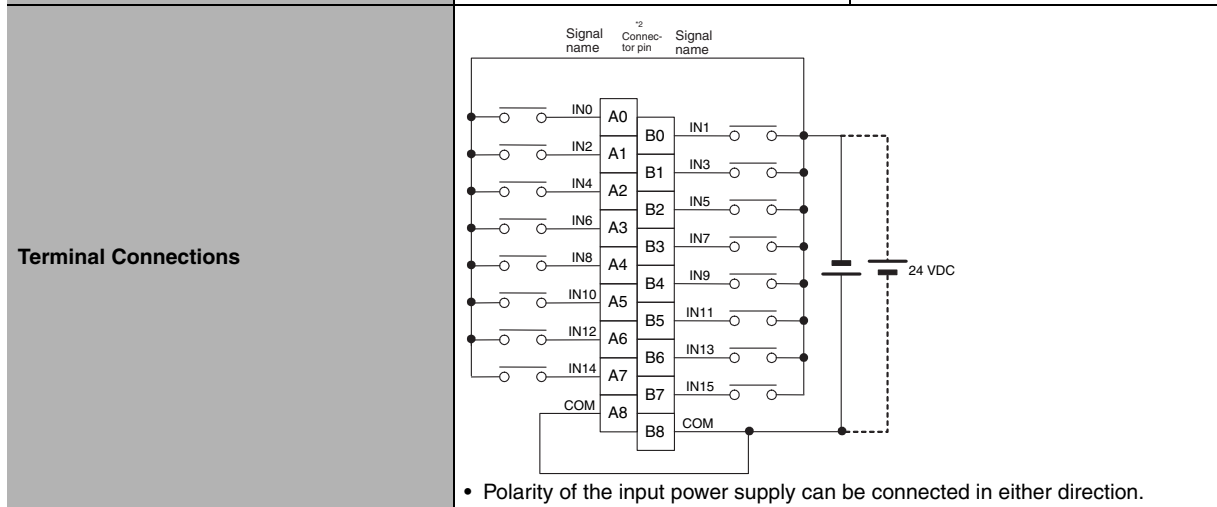 Terminal Connections
Signal name
*2 Connec-tor pin
Signal name
IN0 A0
B0 IN1
IN2 A1
B1 IN3
IN4 A2
B2 IN5
IN6 A3
B3 IN7
IN8 A4
B4 IN9
24 VDC
IN10 A5
B5 IN11
IN12 A6
B6 IN13
IN14 A7
B7 IN15
COM A8
B8 COM
• Polarity of the input power supply can be connected in either direction.